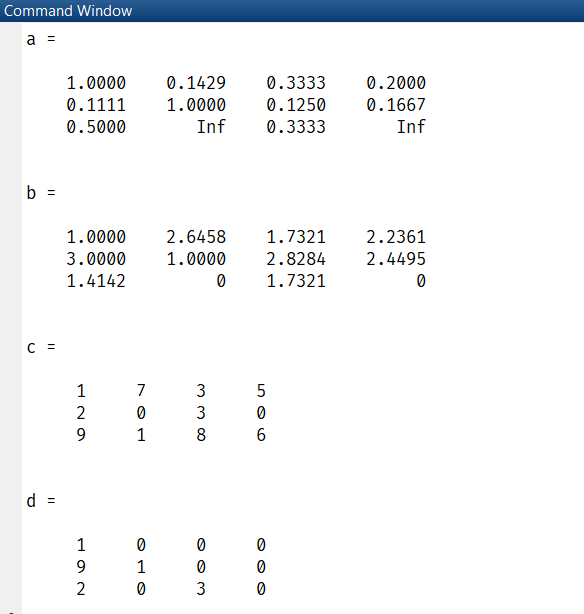 Command Window
a =
1.0000 0.1429 0.3333 0.2000
0.1111 1.0000 0.1250 0.1667
0.5000 Inf 0.3333 Inf
b =
1.0000 2.6458 1.7321 2.2361
3.0000 1.0000 2.8284 2.4495
1.4142 0 1.7321 0
c =
1 7 3 5
2 0 3 0
9 1 8 6
d =
1 0 0 0
9 1 0 0
2 0 3 0